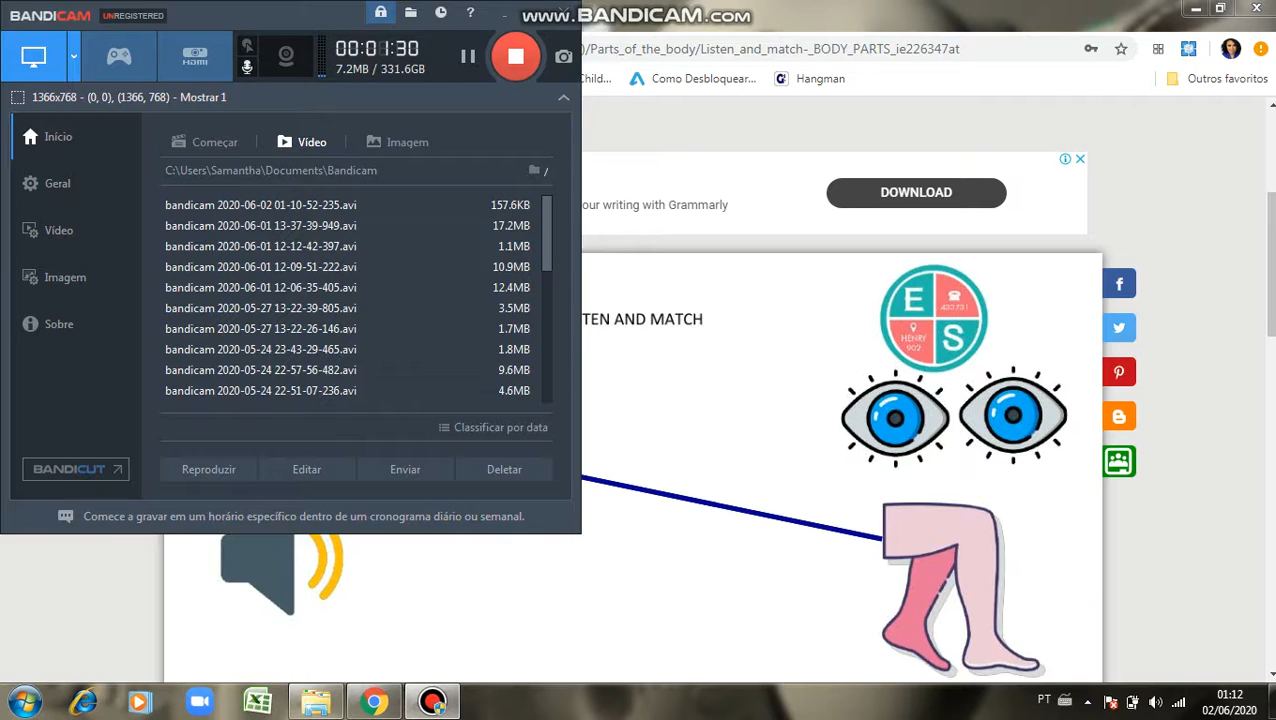 BANDICAM UNREGISTERED
www.BANDICAM.com
HDMI
00:01:30
7.2MB / 331.6GB
1366x768 - (0, 0), (1366, 768) - Mostrar 1
Início
Geral
Vídeo
Imagem
Sobre
BANDICUT
Começar
Vídeo
Imagem
C:\Users\Samantha\Documents\Bandicam
/
bandicam 2020-06-02 01-10-52-235.avi 157.6KB
bandicam 2020-06-01 13-37-39-949.avi 17.2MB
bandicam 2020-06-01 12-12-42-397.avi 1.1MB
bandicam 2020-06-01 12-09-51-222.avi 10.9MB
bandicam 2020-06-01 12-06-35-405.avi 12.4MB
bandicam 2020-05-27 13-22-39-805.avi 3.5MB
bandicam 2020-05-27 13-22-26-146.avi 1.7MB
bandicam 2020-05-24 23-43-29-465.avi 1.8MB
bandicam 2020-05-24 22-57-56-482.avi 9.6MB
bandicam 2020-05-24 22-51-07-236.avi 4.6MB
Classificar por data
Reproduzir Editar Enviar Deletar
Comece a gravar em um horário específico dentro de um cronograma diário ou semanal.
)/Parts_of_the_body/Listen_and_match-_BODY_PARTS_ie226347at
Child... Como Desbloquear... Hangman Outros favoritos
DOWNLOAD
our writing with Grammarly
TEN AND MATCH
E
HENRY
902
S
PT
01:12
02/06/2020